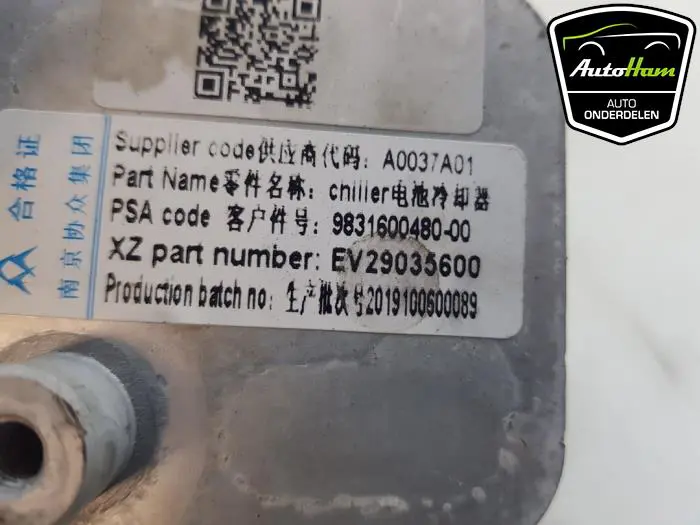 AutoHam
AUTO
ONDERDELEN
合格证
南京协众集团
Supplier code供应商代码: A0037A01
Part Name零件名称: chiller电池冷却器
PSA code 客户件号: 9831600480-00
XZ part number: EV29035600
Production batch no: 生产批次号2019100600089